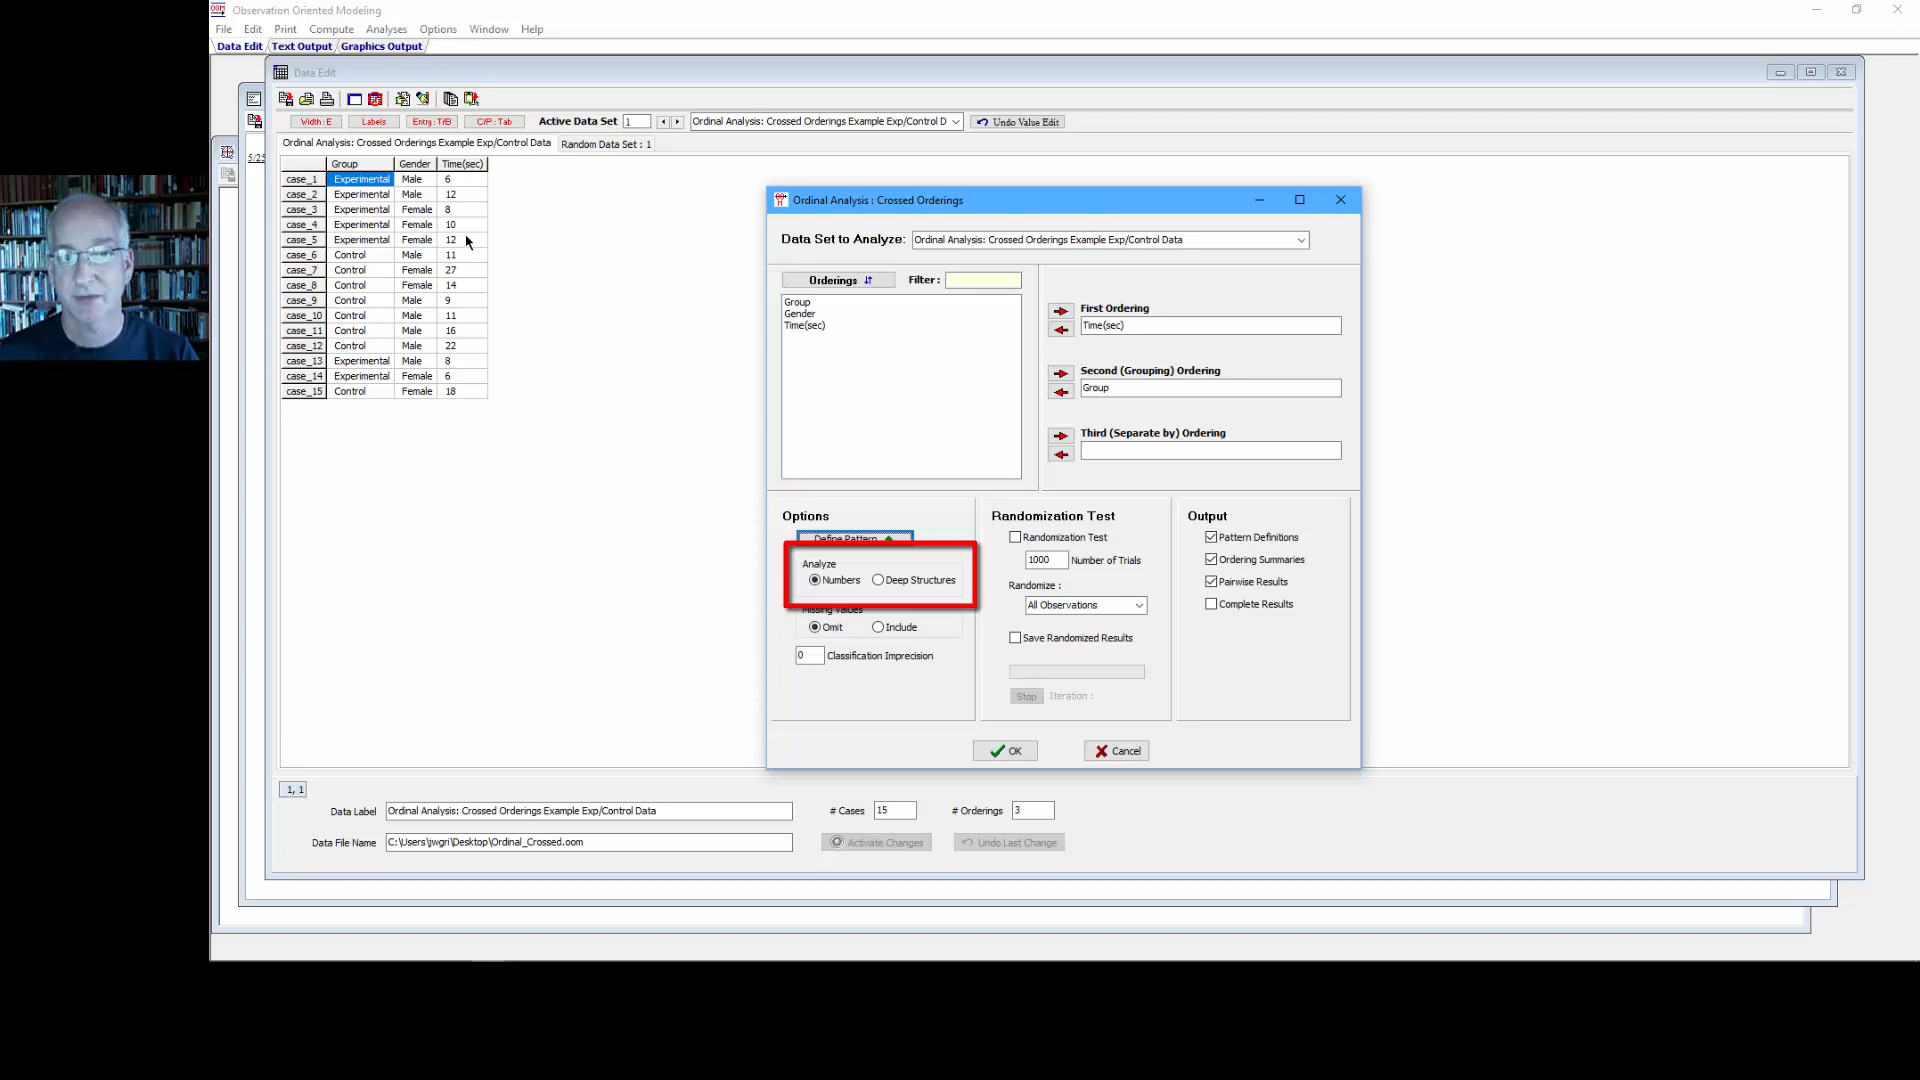 Observation Oriented Modeling
File Edit Print Compute Analyses Options Window Help
Data Edit Text Output Graphics Output
Data Edit
Width : E Labels Entry : T/B C/P : Tab Active Data Set 1 Ordinal Analysis: Crossed Orderings Example Exp/Control D Undo Value Edit
Ordinal Analysis: Crossed Orderings Example Exp/Control Data Random Data Set : 1
5/25
Group Gender Time(sec)
case_1 Experimental Male 6
case_2 Experimental Male 12
case_3 Experimental Female 8
case_4 Experimental Female 10
case_5 Experimental Female 12
case_6 Control Male 11
case_7 Control Female 27
case_8 Control Female 14
case_9 Control Male 9
case_10 Control Male 11
case_11 Control Male 16
case_12 Control Male 22
case_13 Experimental Male 8
case_14 Experimental Female 6
case_15 Control Female 18
Ordinal Analysis : Crossed Orderings
Data Set to Analyze: Ordinal Analysis: Crossed Orderings Example Exp/Control Data
Orderings Filter :
Group
Gender
Time(sec)
First Ordering
Time(sec)
Second (Grouping) Ordering
Group
Third (Separate by) Ordering
Options
Define Pattern
Analyze
Numbers Deep Structures
Missing Values
Omit Include
0 Classification Imprecision
Randomization Test
Randomization Test
1000 Number of Trials
Randomize :
All Observations
Save Randomized Results
Stop Iteration :
Output
Pattern Definitions
Ordering Summaries
Pairwise Results
Complete Results
OK Cancel
1, 1
Data Label Ordinal Analysis: Crossed Orderings Example Exp/Control Data # Cases 15 # Orderings 3
Data File Name C:\Users\jwgri\Desktop\Ordinal_Crossed.oom Activate Changes Undo Last Change